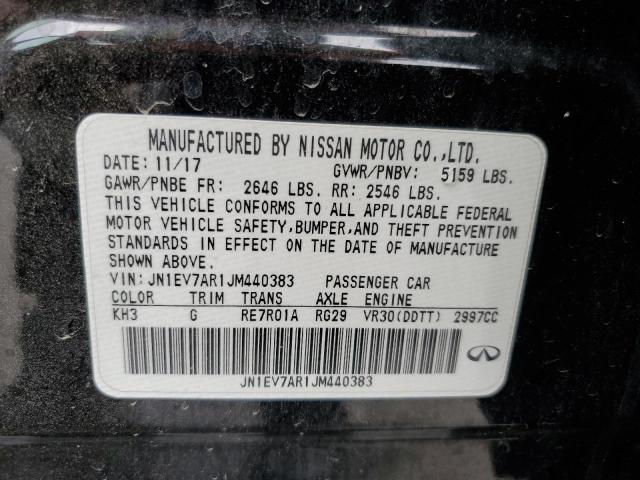 MANUFACTURED BY NISSAN MOTOR CO.,LTD.
DATE: 11/17 GVWR/PNBV: 5159 LBS.
GAWR/PNBE FR: 2646 LBS. RR: 2546 LBS.
THIS VEHICLE CONFORMS TO ALL APPLICABLE FEDERAL
MOTOR VEHICLE SAFETY,BUMPER,AND THEFT PREVENTION
STANDARDS IN EFFECT ON THE DATE OF MANUFACTURE
SHOWN ABOVE.
VIN:JN1EV7AR1JM440383 PASSENGER CAR
COLOR TRIM TRANS AXLE ENGINE
KH3 G RE7R01A RG29 VR30(DDTT) 2997CC
JN1EV7AR1JM440383